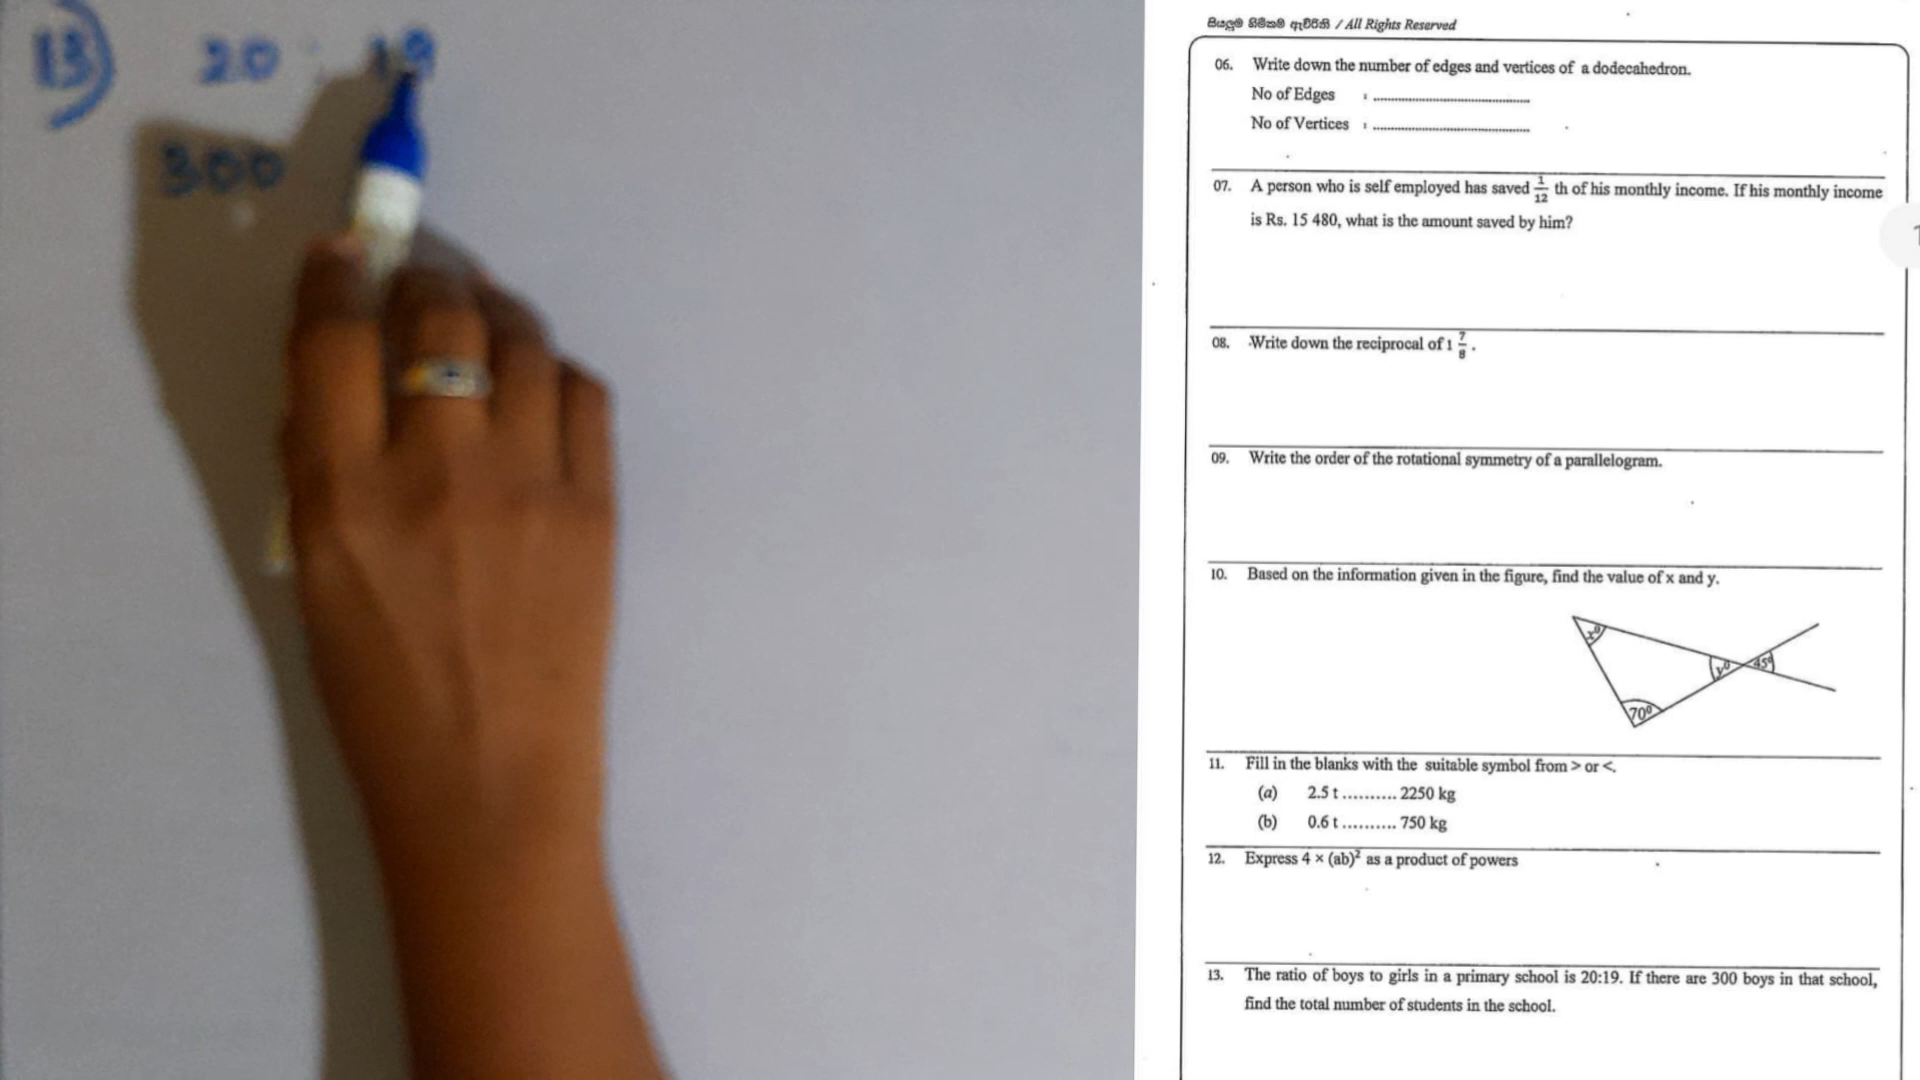 13) 20 : 19
300
සියලුම හිමිකම් ඇවිරිණි / All Rights Reserved
06. Write down the number of edges and vertices of a dodecahedron.
No of Edges : ........................................
No of Vertices : ........................................
07. A person who is self employed has saved 1/12 th of his monthly income. If his monthly income
is Rs. 15 480, what is the amount saved by him?
1
08. Write down the reciprocal of 1 7/8 .
09. Write the order of the rotational symmetry of a parallelogram.
10. Based on the information given in the figure, find the value of x and y.
x⁰
y⁰ 45⁰
70⁰
11. Fill in the blanks with the suitable symbol from > or <.
(a) 2.5 t .......... 2250 kg
(b) 0.6 t .......... 750 kg
12. Express 4 × (ab)² as a product of powers
13. The ratio of boys to girls in a primary school is 20:19. If there are 300 boys in that school,
find the total number of students in the school.